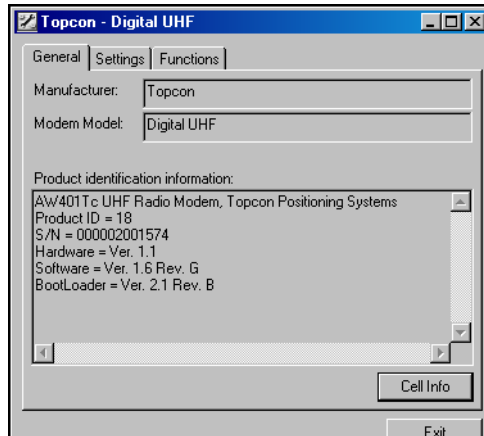 Topcon - Digital UHF
General Settings Functions
Manufacturer: Topcon
Modem Model: Digital UHF
Product identification information:
AW401Tc UHF Radio Modem, Topcon Positioning Systems
Product ID = 18
S/N = 000002001574
Hardware = Ver. 1.1
Software = Ver. 1.6 Rev. G
BootLoader = Ver. 2.1 Rev. B
Cell Info
Exit